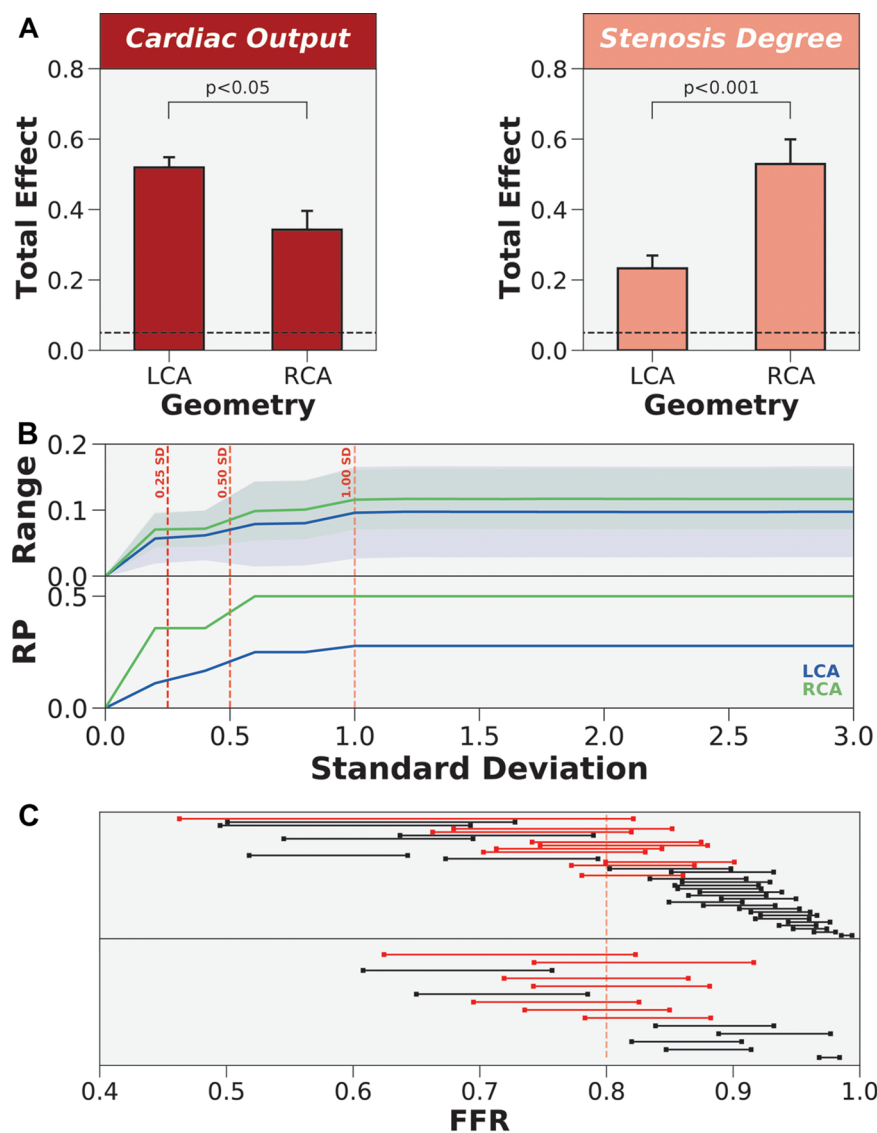 A
Cardiac Output
Stenosis Degree
0.8
0.6
0.4
0.2
0.0
Total Effect
p<0.05
LCA
RCA
Geometry
0.8
0.6
0.4
0.2
0.0
Total Effect
p<0.001
LCA
RCA
Geometry
B
0.2
0.1
0.0
Range
0.25 SD
0.50 SD
1.00 SD
0.5
0.0
RP
LCA
RCA
0.0 0.5 1.0 1.5 2.0 2.5 3.0
Standard Deviation
C
0.4 0.5 0.6 0.7 0.8 0.9 1.0
FFR